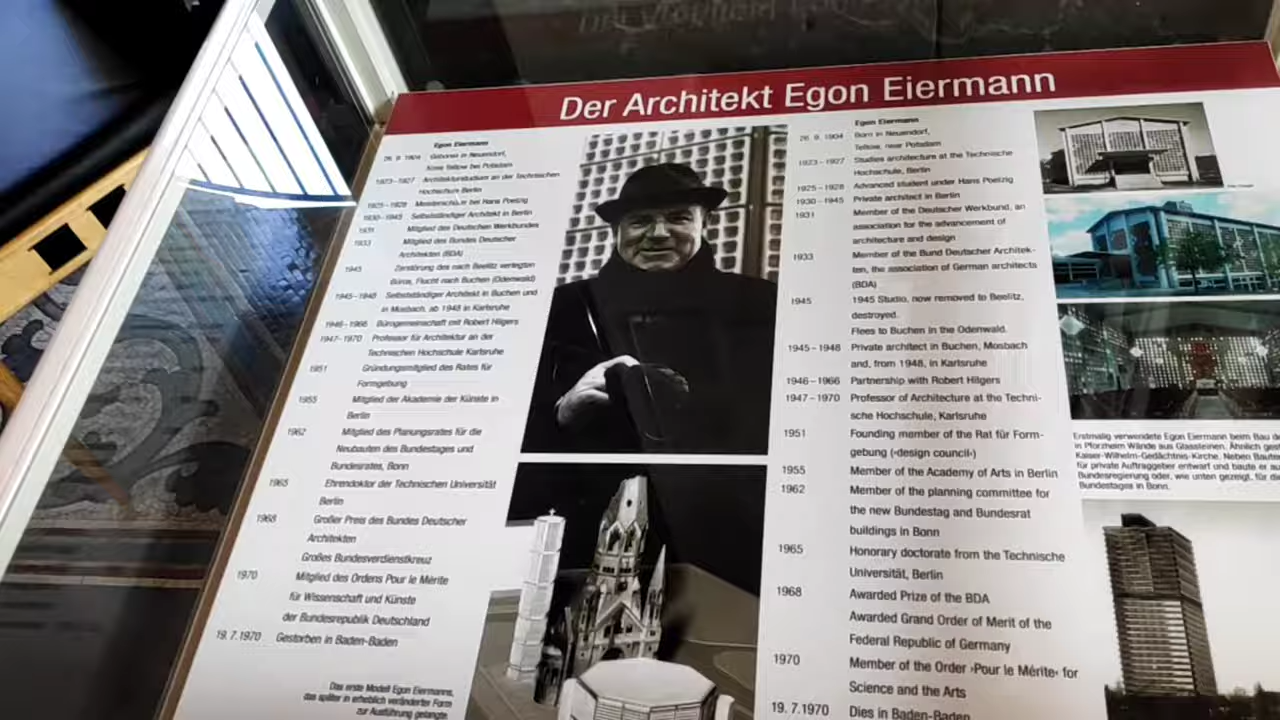 Der Architekt Egon Eiermann
Egon Eiermann
26. 9. 1904 Geboren in Neuendorf,
Kreis Teltow bei Potsdam
1923–1927 Architekturstudium an der Technischen
Hochschule Berlin
1925–1928 Meisterschüler bei Hans Poelzig
1930–1945 Selbstständiger Architekt in Berlin
1931 Mitglied des Deutschen Werkbundes
1933 Mitglied des Bundes Deutscher
Architekten (BDA)
1945 Zerstörung des nach Beelitz verlegten
Büros, Flucht nach Buchen (Odenwald)
1945–1948 Selbstständiger Architekt in Buchen und
in Mosbach, ab 1948 in Karlsruhe
1946–1966 Bürogemeinschaft mit Robert Hilgers
1947–1970 Professor für Architektur an der
Technischen Hochschule Karlsruhe
1951 Gründungsmitglied des Rates für
Formgebung
1955 Mitglied der Akademie der Künste in
Berlin
1962 Mitglied des Planungsrates für die
Neubauten des Bundestages und
Bundesrates, Bonn
1965 Ehrendoktor der Technischen Universität
Berlin
1968 Großer Preis des Bundes Deutscher
Architekten
Großes Bundesverdienstkreuz
1970 Mitglied des Ordens Pour le Mérite
für Wissenschaft und Künste
der Bundesrepublik Deutschland
19. 7. 1970 Gestorben in Baden-Baden
Das erste Modell Egon Eiermanns,
das später in erheblich veränderter Form
zur Ausführung gelangte.
Egon Eiermann
26. 9. 1904 Born in Neuendorf,
Teltow, near Potsdam
1923–1927 Studies architecture at the Technische
Hochschule, Berlin
1925–1928 Advanced student under Hans Poelzig
1930–1945 Private architect in Berlin
1931 Member of the Deutscher Werkbund, an
association for the advancement of
architecture and design
1933 Member of the Bund Deutscher Architek-
ten, the association of German architects
(BDA)
1945 1945 Studio, now removed to Beelitz,
destroyed.
Flees to Buchen in the Odenwald.
1945–1948 Private architect in Buchen, Mosbach
and, from 1948, in Karlsruhe
1946–1966 Partnership with Robert Hilgers
1947–1970 Professor of Architecture at the Techni-
sche Hochschule, Karlsruhe
1951 Founding member of the Rat für Form-
gebung (›design council‹)
1955 Member of the Academy of Arts in Berlin
1962 Member of the planning committee for
the new Bundestag and Bundesrat
buildings in Bonn
1965 Honorary doctorate from the Technische
Universität, Berlin
1968 Awarded Prize of the BDA
Awarded Grand Order of Merit of the
Federal Republic of Germany
1970 Member of the Order ›Pour le Mérite‹ for
Science and the Arts
19. 7. 1970 Dies in Baden-Baden
Erstmalig verwendete Egon Eiermann beim Bau de
in Pforzheim Wände aus Glassteinen. Ähnlich gest
Kaiser-Wilhelm-Gedächtnis-Kirche. Neben Bauten
für private Auftraggeber entwarf und baute er au
Bundesregierung oder, wie unten gezeigt, für die
Bundestages in Bonn.